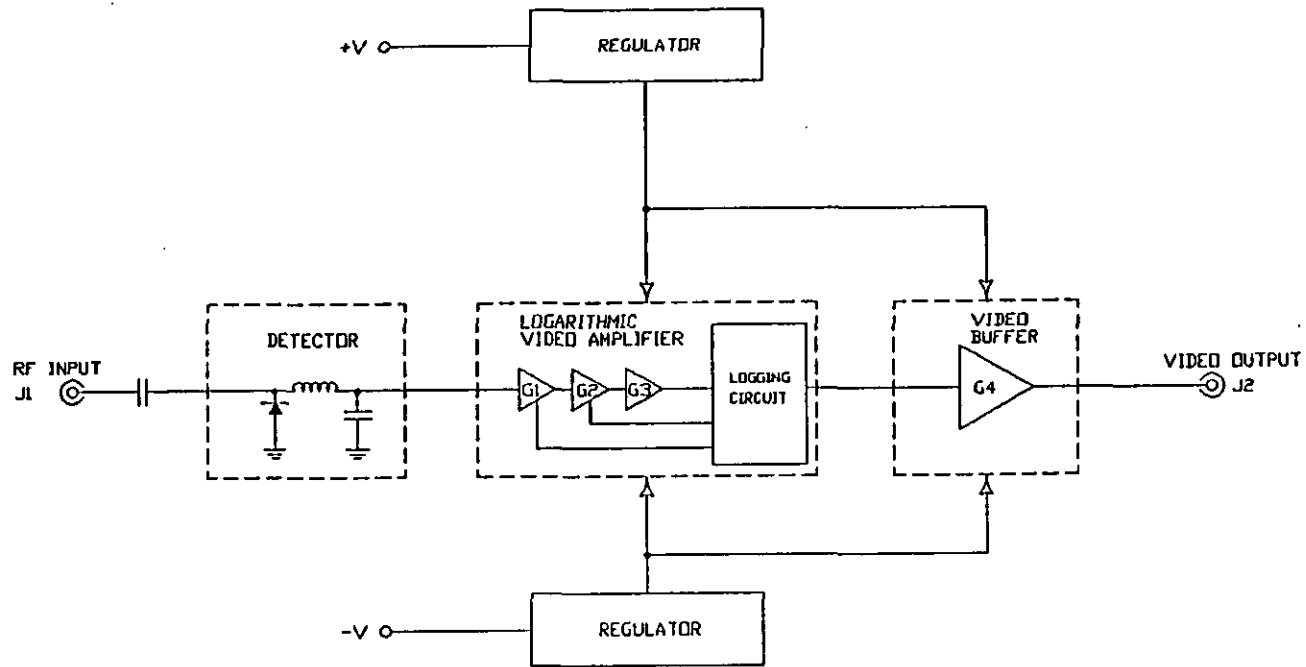 REGULATOR
+V
DETECTOR
LOGARITHMIC
VIDEO AMPLIFIER
VIDEO
BUFFER
RF INPUT
J1
G1
G2
G3
LOGGING
CIRCUIT
G4
VIDEO OUTPUT
J2
-V
REGULATOR